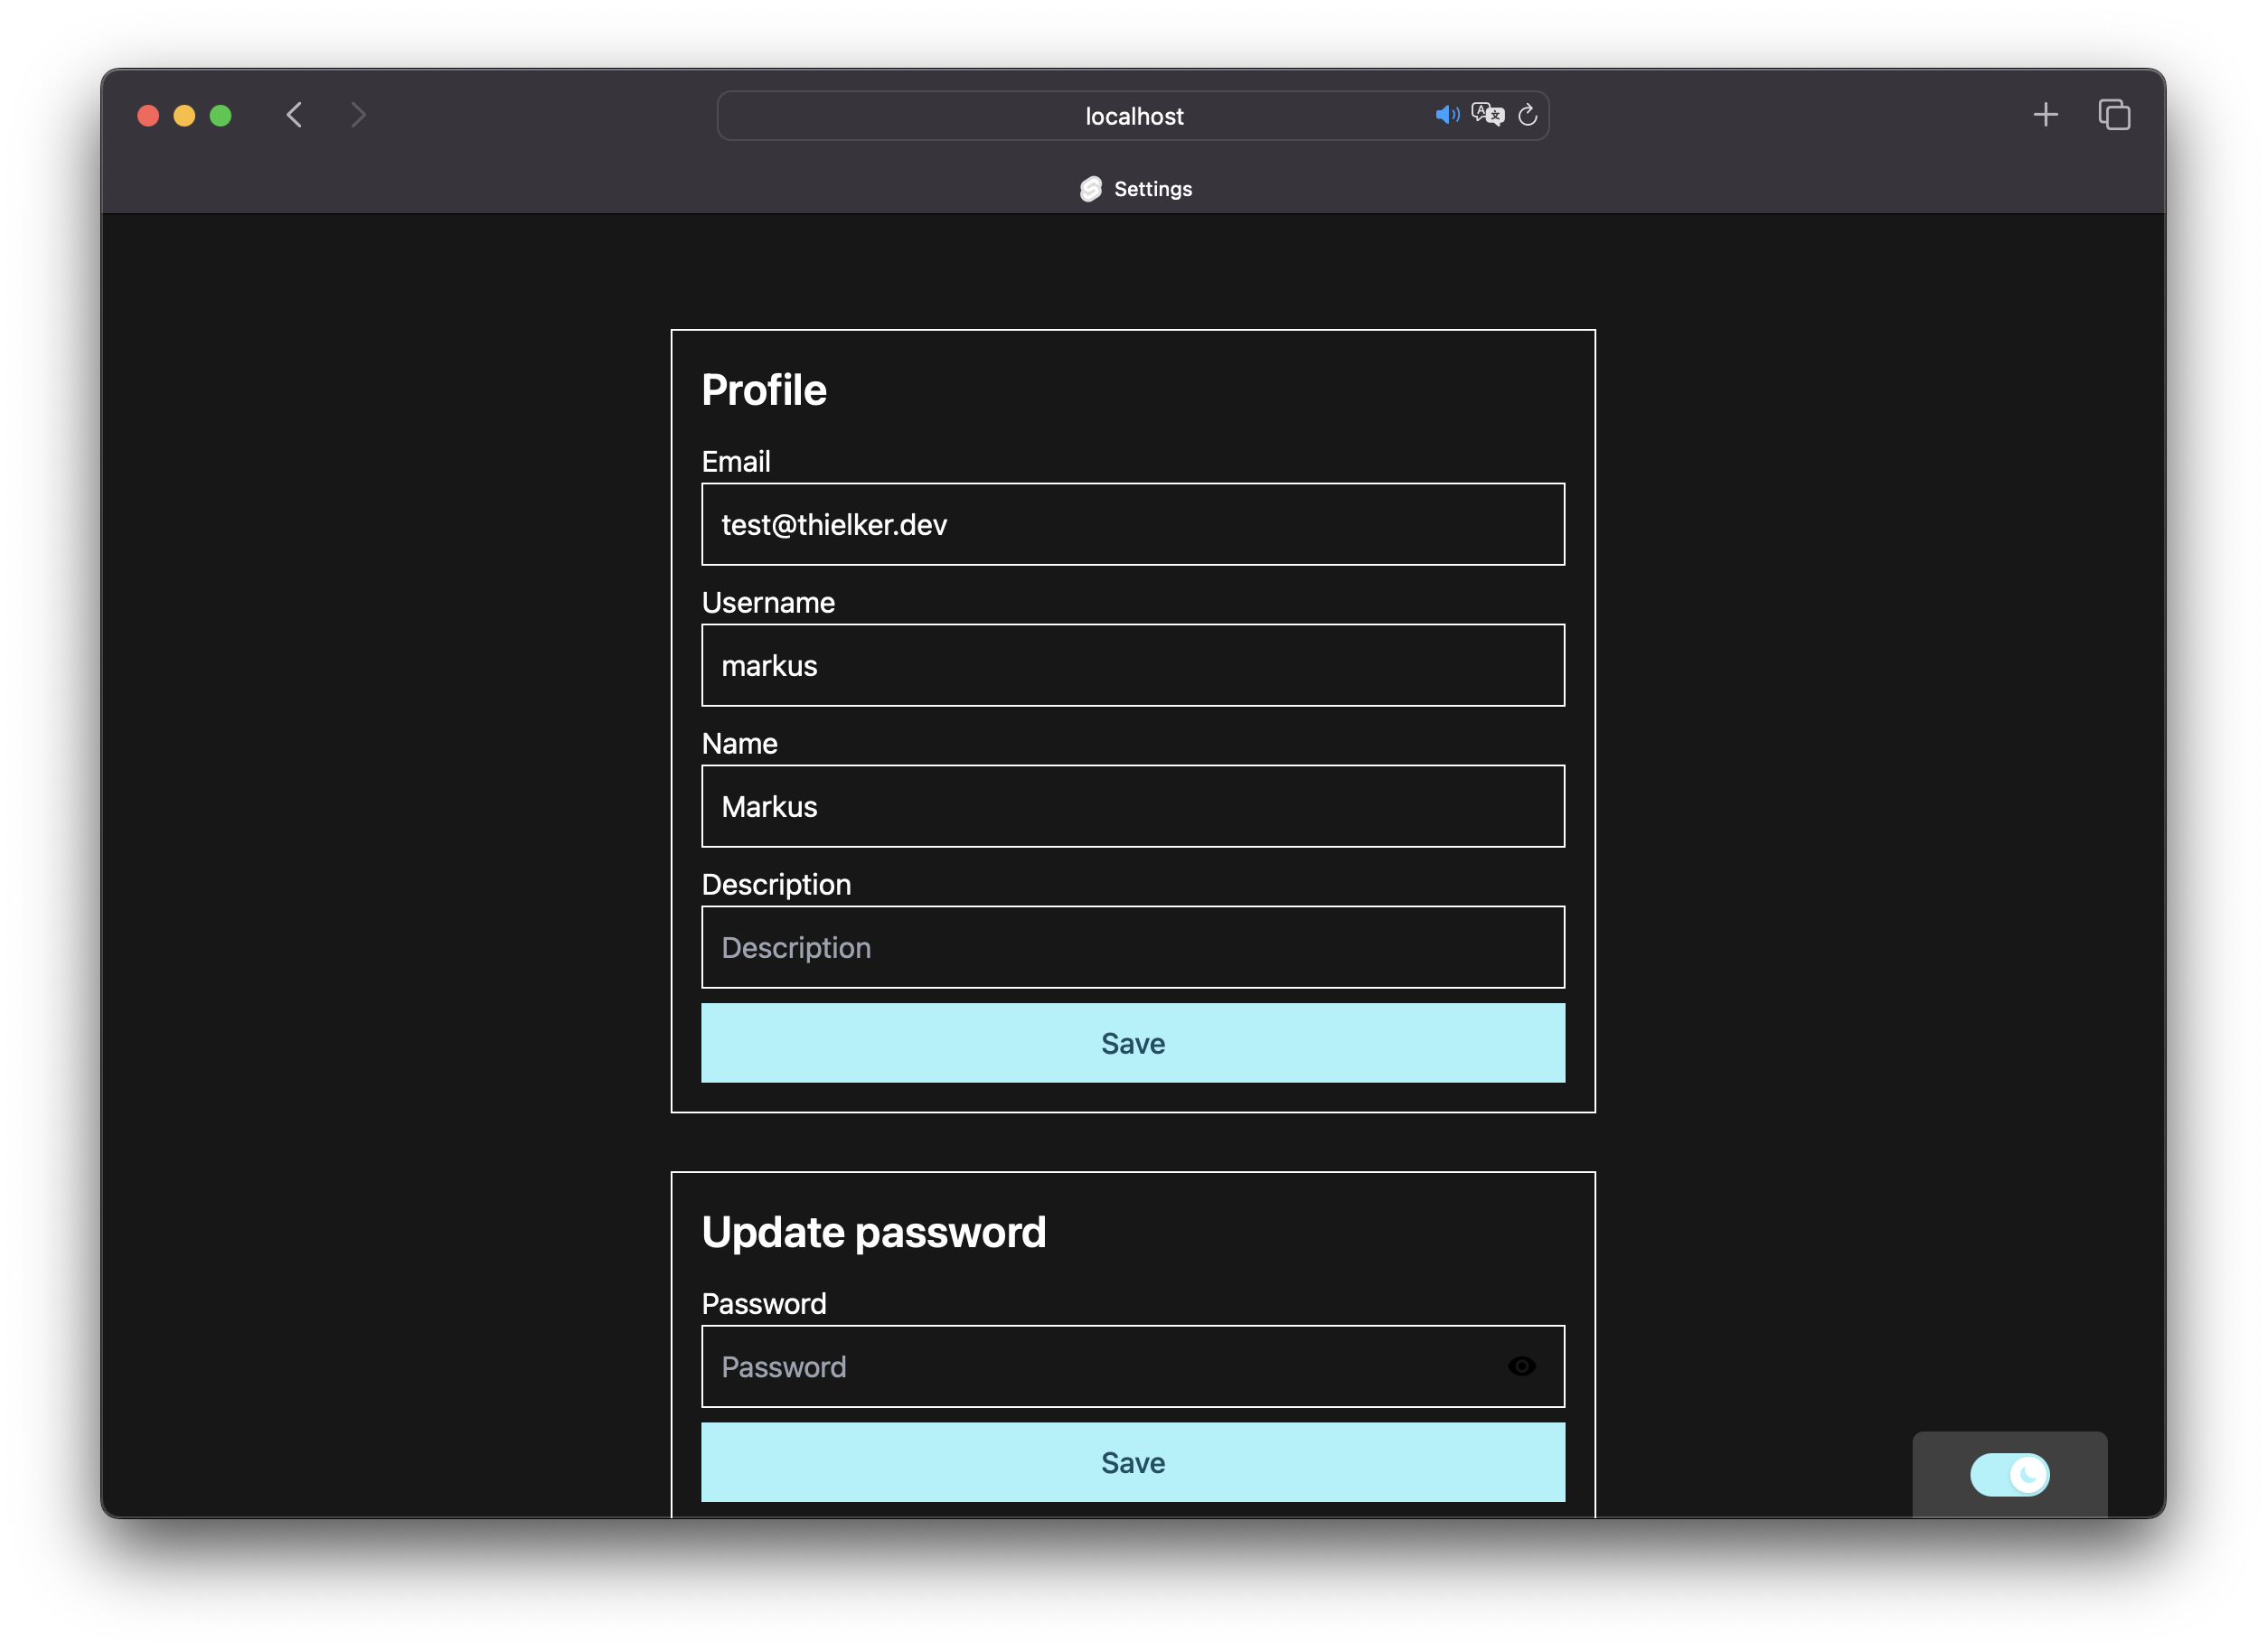 localhost
Settings
Profile
Email
test@thielker.dev
Username
markus
Name
Markus
Description
Description
Save
Update password
Password
Password
Save